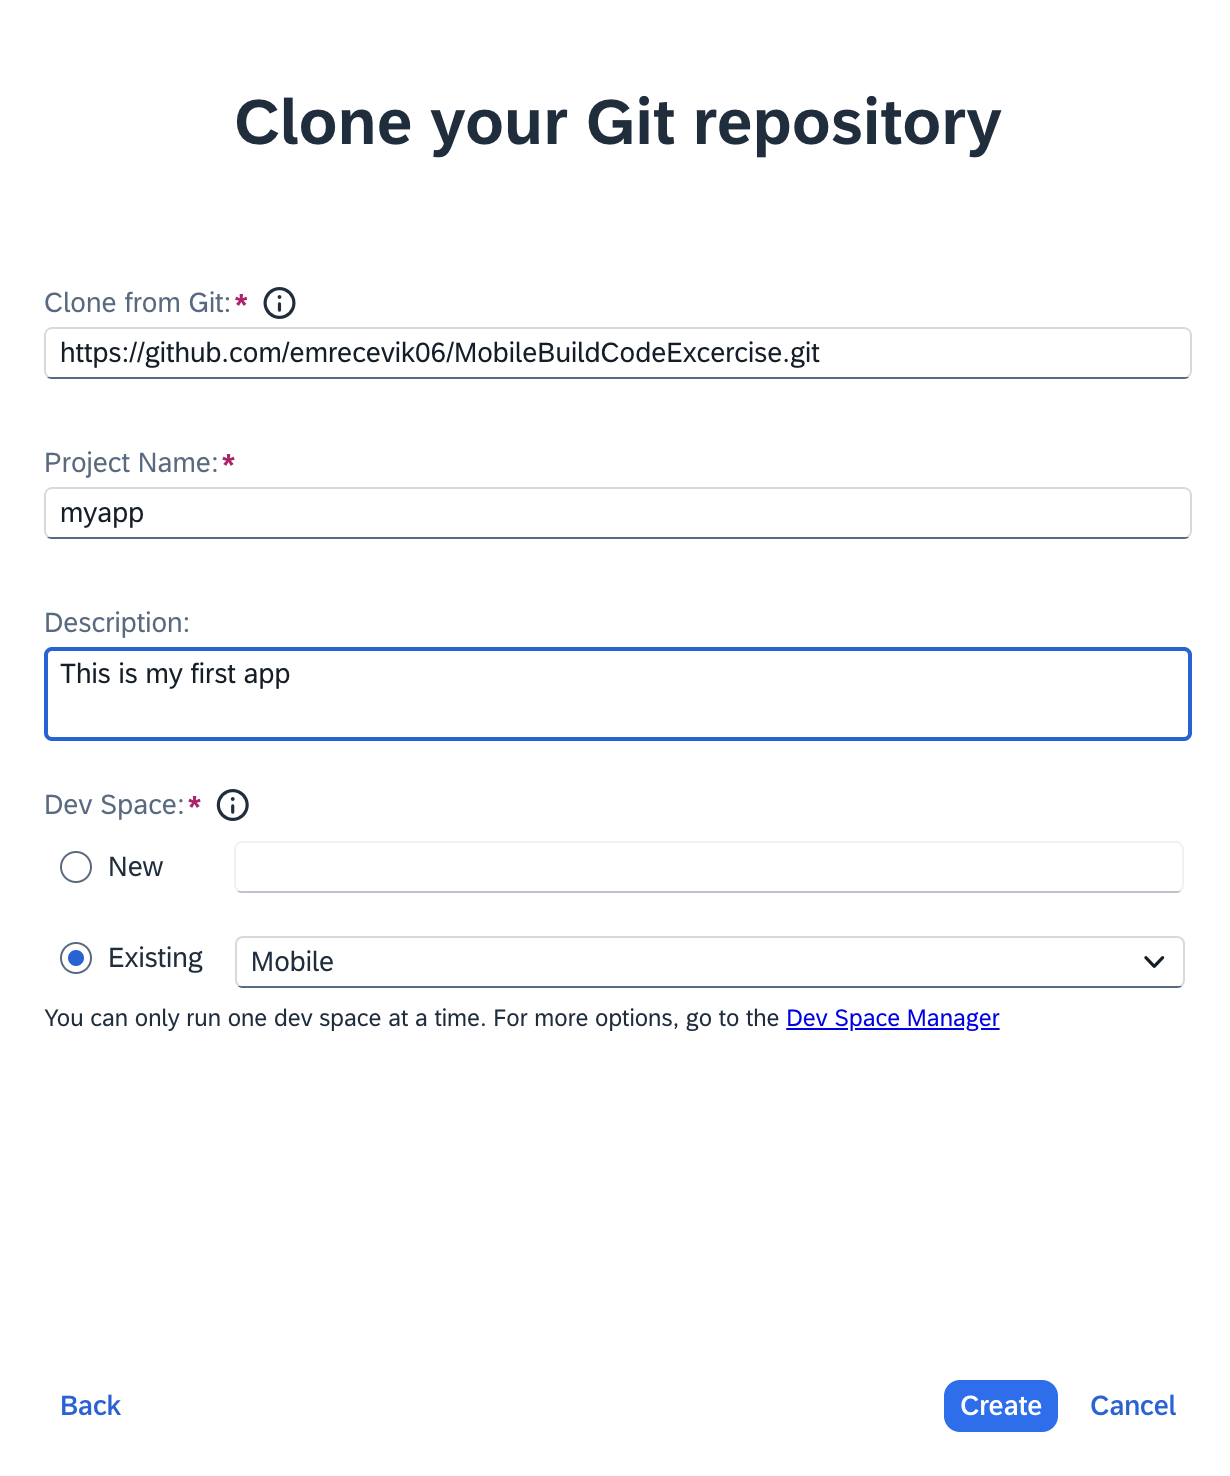 Clone your Git repository
Clone from Git:*
https://github.com/emrecevik06/MobileBuildCodeExcercise.git
Project Name:*
myapp
Description:
This is my first app
Dev Space:*
New
Existing
Mobile
You can only run one dev space at a time. For more options, go to the Dev Space Manager
Back
Create
Cancel